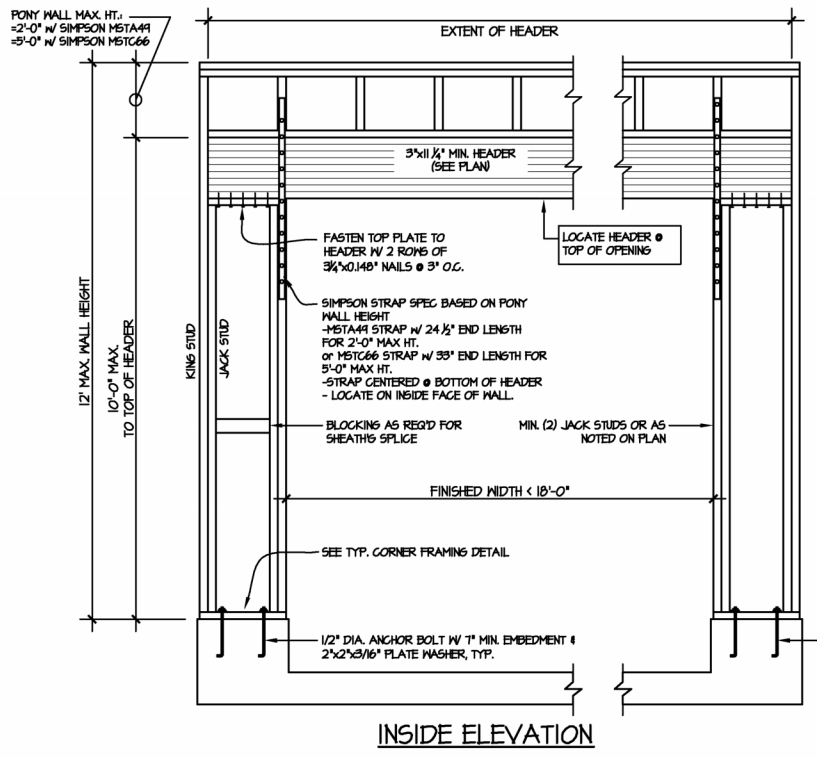 PONY WALL MAX. HT.:
=2'-0" W/ SIMPSON MSTA49
=5'-0" W/ SIMPSON MSTC66
EXTENT OF HEADER
3"x11 1/4" MIN. HEADER
(SEE PLAN)
FASTEN TOP PLATE TO
HEADER W/ 2 ROWS OF
3 1/4"x0.148" NAILS @ 3" O.C.
LOCATE HEADER @
TOP OF OPENING
SIMPSON STRAP SPEC BASED ON PONY
WALL HEIGHT
-MSTA49 STRAP W/ 24 1/2" END LENGTH
FOR 2'-0" MAX HT.
or MSTC66 STRAP W/ 33" END LENGTH FOR
5'-0" MAX HT.
-STRAP CENTERED @ BOTTOM OF HEADER
- LOCATE ON INSIDE FACE OF WALL.
12' MAX. WALL HEIGHT
10'-0" MAX.
TO TOP OF HEADER
KING STUD
JACK STUD
BLOCKING AS REQ'D FOR
SHEATH'G SPLICE
MIN. (2) JACK STUDS OR AS
NOTED ON PLAN
FINISHED WIDTH < 18'-0"
SEE TYP. CORNER FRAMING DETAIL
1/2" DIA. ANCHOR BOLT W/ 7" MIN. EMBEDMENT &
2"x2"x3/16" PLATE WASHER, TYP.
INSIDE ELEVATION